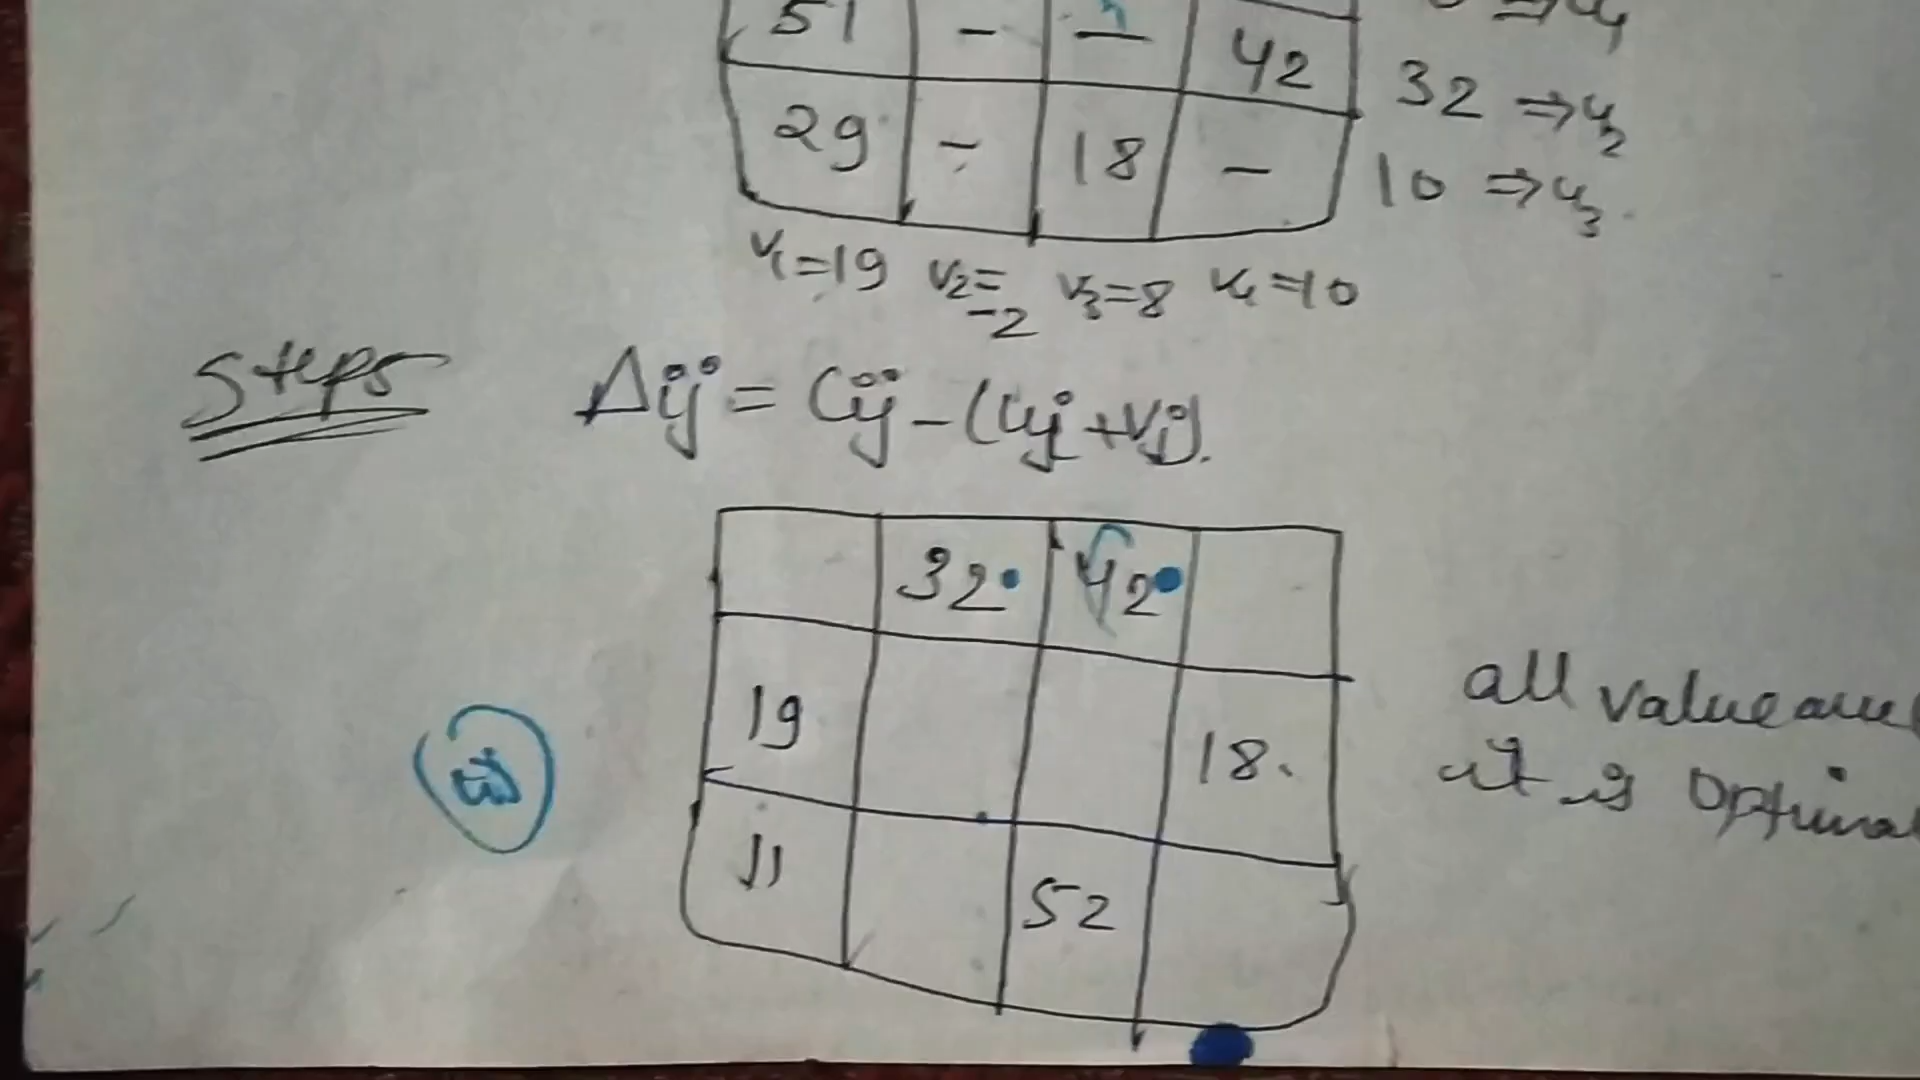 51 - - 42 32 ⇒ u2
29 - 18 - 10 ⇒ u3
v1=19 v2=-2 v3=8 v4=10
Steps Δij = Cij - (ui + vj).
32 42
19 18
all value are
it is optimal
11 52